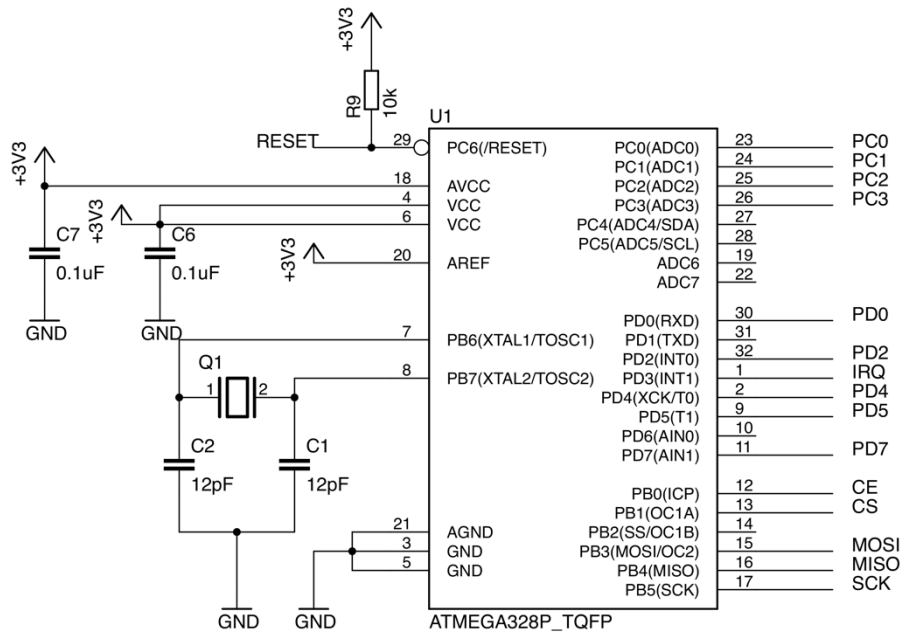 +3V3
R9
10k
U1
RESET
29
PC6(/RESET)
+3V3
18
AVCC
4
VCC
+3V3
6
VCC
C7
0.1uF
C6
0.1uF
+3V3
20
AREF
GND
GND
7
PB6(XTAL1/TOSC1)
8
PB7(XTAL2/TOSC2)
Q1
1
2
C2
12pF
C1
12pF
21
AGND
3
GND
5
GND
GND
GND
PC0(ADC0) 23 PC0
PC1(ADC1) 24 PC1
PC2(ADC2) 25 PC2
PC3(ADC3) 26 PC3
PC4(ADC4/SDA) 27
PC5(ADC5/SCL) 28
ADC6 19
ADC7 22
PD0(RXD) 30 PD0
PD1(TXD) 31
PD2(INT0) 32 PD2
PD3(INT1) 1 IRQ
PD4(XCK/T0) 2 PD4
PD5(T1) 9 PD5
PD6(AIN0) 10
PD7(AIN1) 11 PD7
PB0(ICP) 12 CE
PB1(OC1A) 13 CS
PB2(SS/OC1B) 14
PB3(MOSI/OC2) 15 MOSI
PB4(MISO) 16 MISO
PB5(SCK) 17 SCK
ATMEGA328P_TQFP